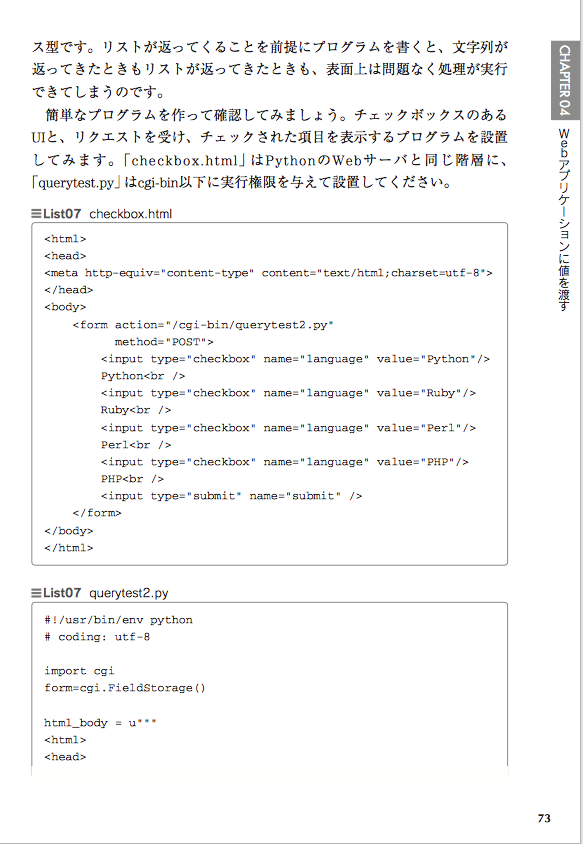 ス型です。リストが返ってくることを前提にプログラムを書くと、文字列が
返ってきたときもリストが返ってきたときも、表面上は問題なく処理が実行
できてしまうのです。
　簡単なプログラムを作って確認してみましょう。チェックボックスのある
UIと、リクエストを受け、チェックされた項目を表示するプログラムを設置
してみます。「checkbox.html」はPythonのWebサーバと同じ階層に、
「querytest.py」はcgi-bin以下に実行権限を与えて設置してください。
List07 checkbox.html
<html>
<head>
<meta http-equiv="content-type" content="text/html;charset=utf-8">
</head>
<body>
    <form action="/cgi-bin/querytest2.py"
          method="POST">
        <input type="checkbox" name="language" value="Python"/>
        Python<br />
        <input type="checkbox" name="language" value="Ruby"/>
        Ruby<br />
        <input type="checkbox" name="language" value="Perl"/>
        Perl<br />
        <input type="checkbox" name="language" value="PHP"/>
        PHP<br />
        <input type="submit" name="submit" />
    </form>
</body>
</html>
List07 querytest2.py
#!/usr/bin/env python
# coding: utf-8

import cgi
form=cgi.FieldStorage()

html_body = u"""
<html>
<head>
CHAPTER 04
Webアプリケーションに値を渡す
73